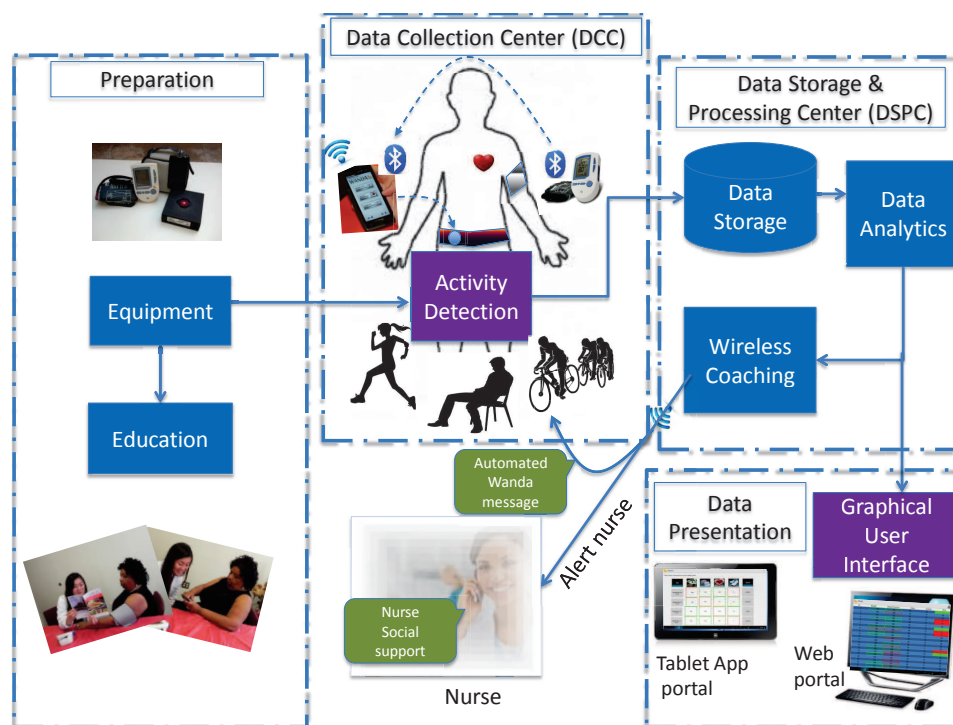 Preparation
Equipment
Education
Data Collection Center (DCC)
WANDA
Activity
Detection
Data Storage &
Processing Center (DSPC)
Data
Storage
Data
Analytics
Wireless
Coaching
Automated
Wanda
message
Alert nurse
Nurse
Social
support
Nurse
Data
Presentation
Graphical
User
Interface
Tablet App
portal
Web
portal